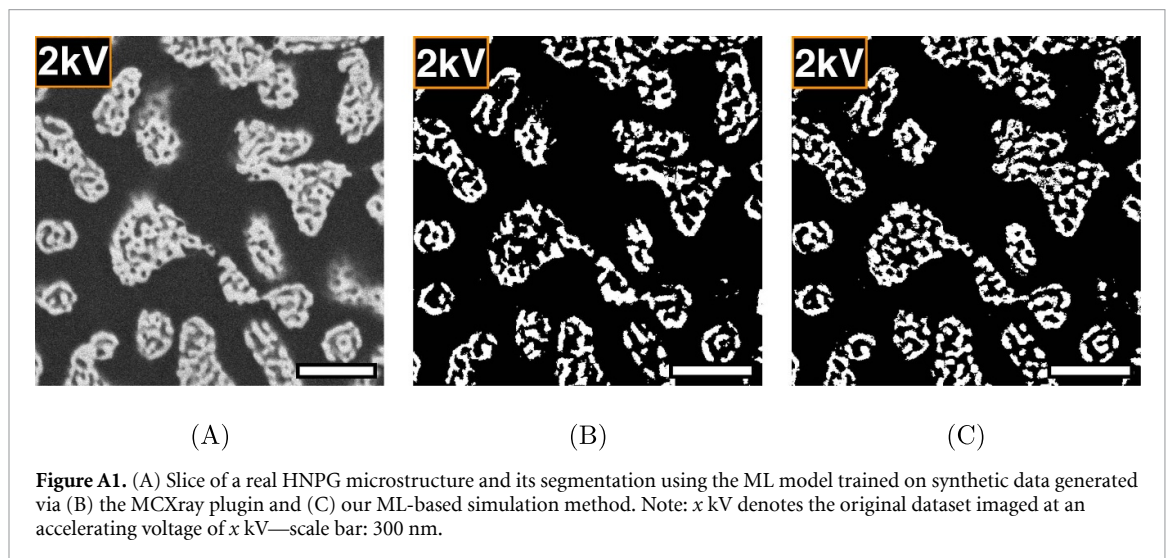 2kV 2kV 2kV
(A) (B) (C)
Figure A1. (A) Slice of a real HNPG microstructure and its segmentation using the ML model trained on synthetic data generated
via (B) the MCXray plugin and (C) our ML-based simulation method. Note: x kV denotes the original dataset imaged at an
accelerating voltage of x kV—scale bar: 300 nm.